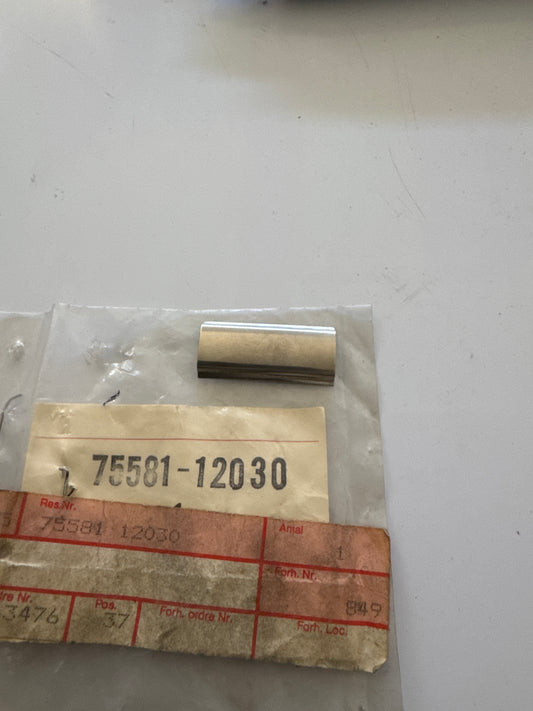 75581-12030
Res.Nr.
75581 12030
Antal
1
Forh. Nr.
849
dre Nr.
3476
Pos.
37
Forh. ordre Nr.
Forh. Loc.